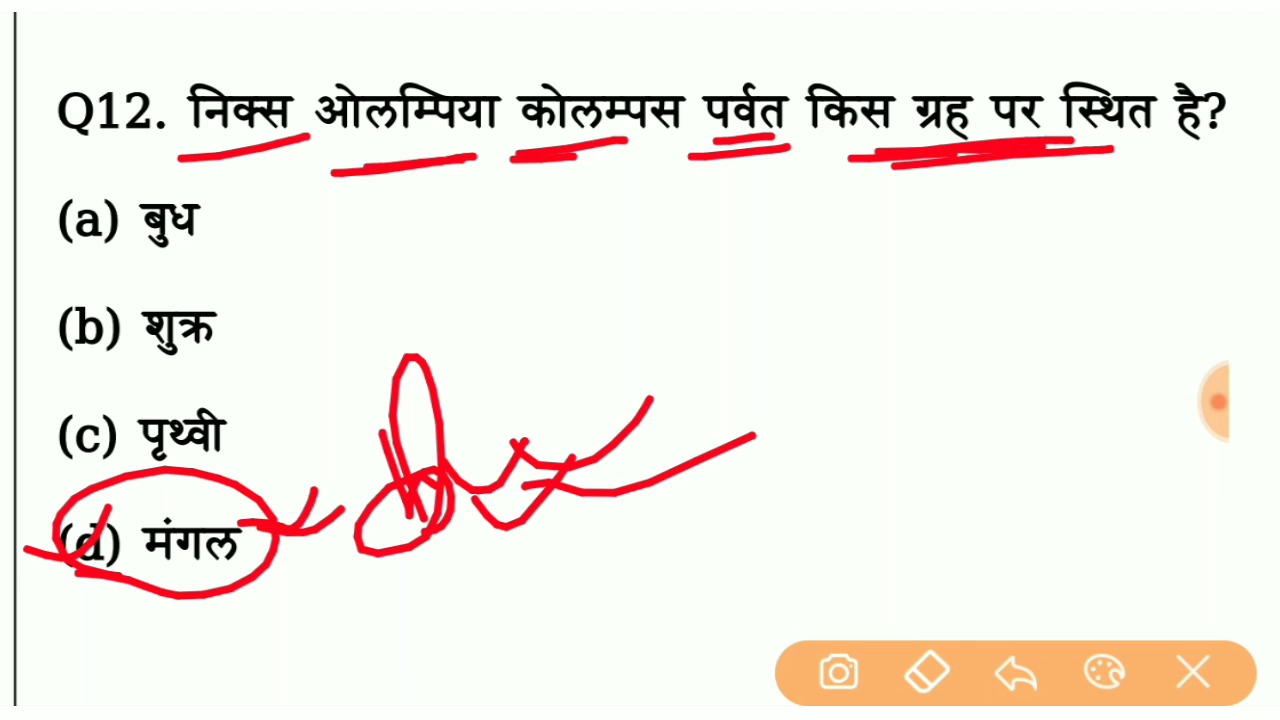 Q12. निक्स ओलम्पिया कोलम्पस पर्वत किस ग्रह पर स्थित है?
(a) बुध
(b) शुक्र
(c) पृथ्वी
(d) मंगल